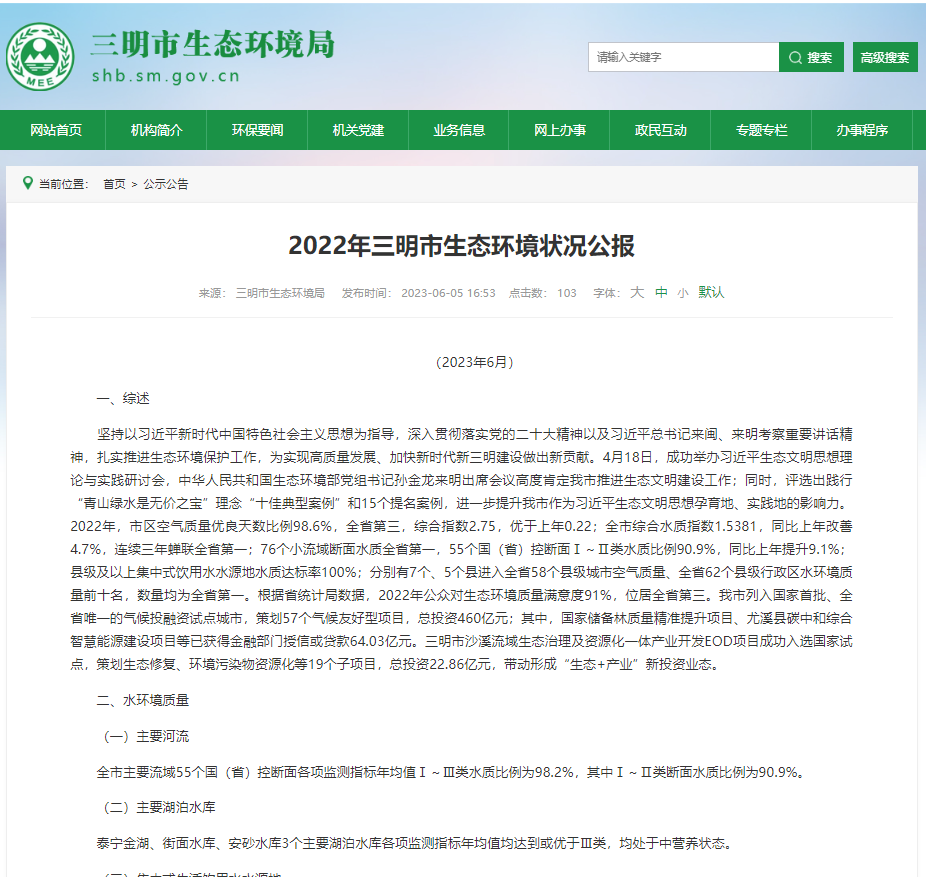 三明市生态环境局
shb.sm.gov.cn
MEE
请输入关键字
搜索
高级搜索
网站首页 机构简介 环保要闻 机关党建 业务信息 网上办事 政民互动 专题专栏 办事程序
当前位置： 首页 > 公示公告
2022年三明市生态环境状况公报
来源： 三明市生态环境局 发布时间： 2023-06-05 16:53 点击数： 103 字体： 大 中 小 默认
（2023年6月）
一、综述
坚持以习近平新时代中国特色社会主义思想为指导，深入贯彻落实党的二十大精神以及习近平总书记来闽、来明考察重要讲话精
神，扎实推进生态环境保护工作，为实现高质量发展、加快新时代新三明建设做出新贡献。4月18日，成功举办习近平生态文明思想理
论与实践研讨会，中华人民共和国生态环境部党组书记孙金龙来明出席会议高度肯定我市推进生态文明建设工作；同时，评选出践行
“青山绿水是无价之宝”理念“十佳典型案例”和15个提名案例，进一步提升我市作为习近平生态文明思想孕育地、实践地的影响力。
2022年，市区空气质量优良天数比例98.6%，全省第三，综合指数2.75，优于上年0.22；全市综合水质指数1.5381，同比上年改善
4.7%，连续三年蝉联全省第一；76个小流域断面水质全省第一，55个国（省）控断面Ⅰ～Ⅱ类水质比例90.9%，同比上年提升9.1%；
县级及以上集中式饮用水水源地水质达标率100%；分别有7个、5个县进入全省58个县级城市空气质量、全省62个县级行政区水环境质
量前十名，数量均为全省第一。根据省统计局数据，2022年公众对生态环境质量满意度91%，位居全省第三。我市列入国家首批、全
省唯一的气候投融资试点城市，策划57个气候友好型项目，总投资460亿元；其中，国家储备林质量精准提升项目、尤溪县碳中和综合
智慧能源建设项目等已获得金融部门授信或贷款64.03亿元。三明市沙溪流域生态治理及资源化一体产业开发EOD项目成功入选国家试
点，策划生态修复、环境污染物资源化等19个子项目，总投资22.86亿元，带动形成“生态+产业”新投资业态。
二、水环境质量
（一）主要河流
全市主要流域55个国（省）控断面各项监测指标年均值Ⅰ～Ⅲ类水质比例为98.2%，其中Ⅰ～Ⅱ类断面水质比例为90.9%。
（二）主要湖泊水库
泰宁金湖、街面水库、安砂水库3个主要湖泊水库各项监测指标年均值均达到或优于Ⅲ类，均处于中营养状态。
（三）集中式生活饮用水水源地